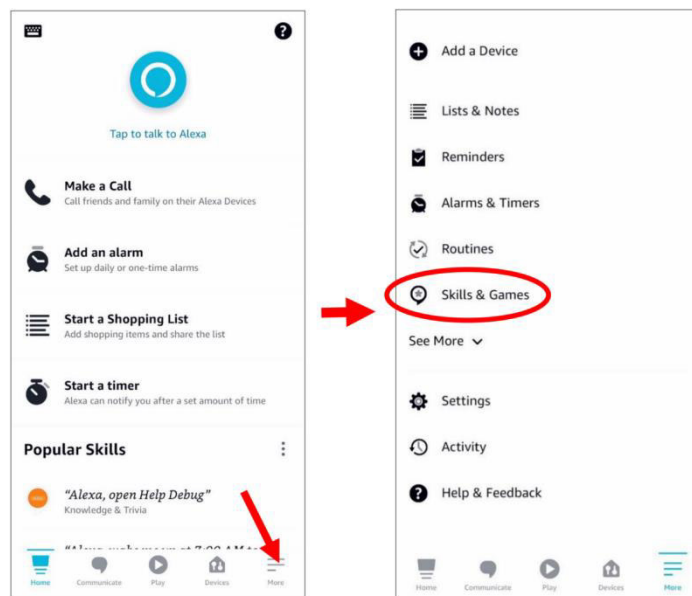 Tap to talk to Alexa
Make a Call
Call friends and family on their Alexa Devices
Add an alarm
Set up daily or one-time alarms
Start a Shopping List
Add shopping items and share the list
Start a timer
Alexa can notify you after a set amount of time
Popular Skills
“Alexa, open Help Debug”
Knowledge & Trivia
Home Communicate Play Devices More
Add a Device
Lists & Notes
Reminders
Alarms & Timers
Routines
Skills & Games
See More
Settings
Activity
Help & Feedback
Home Communicate Play Devices More